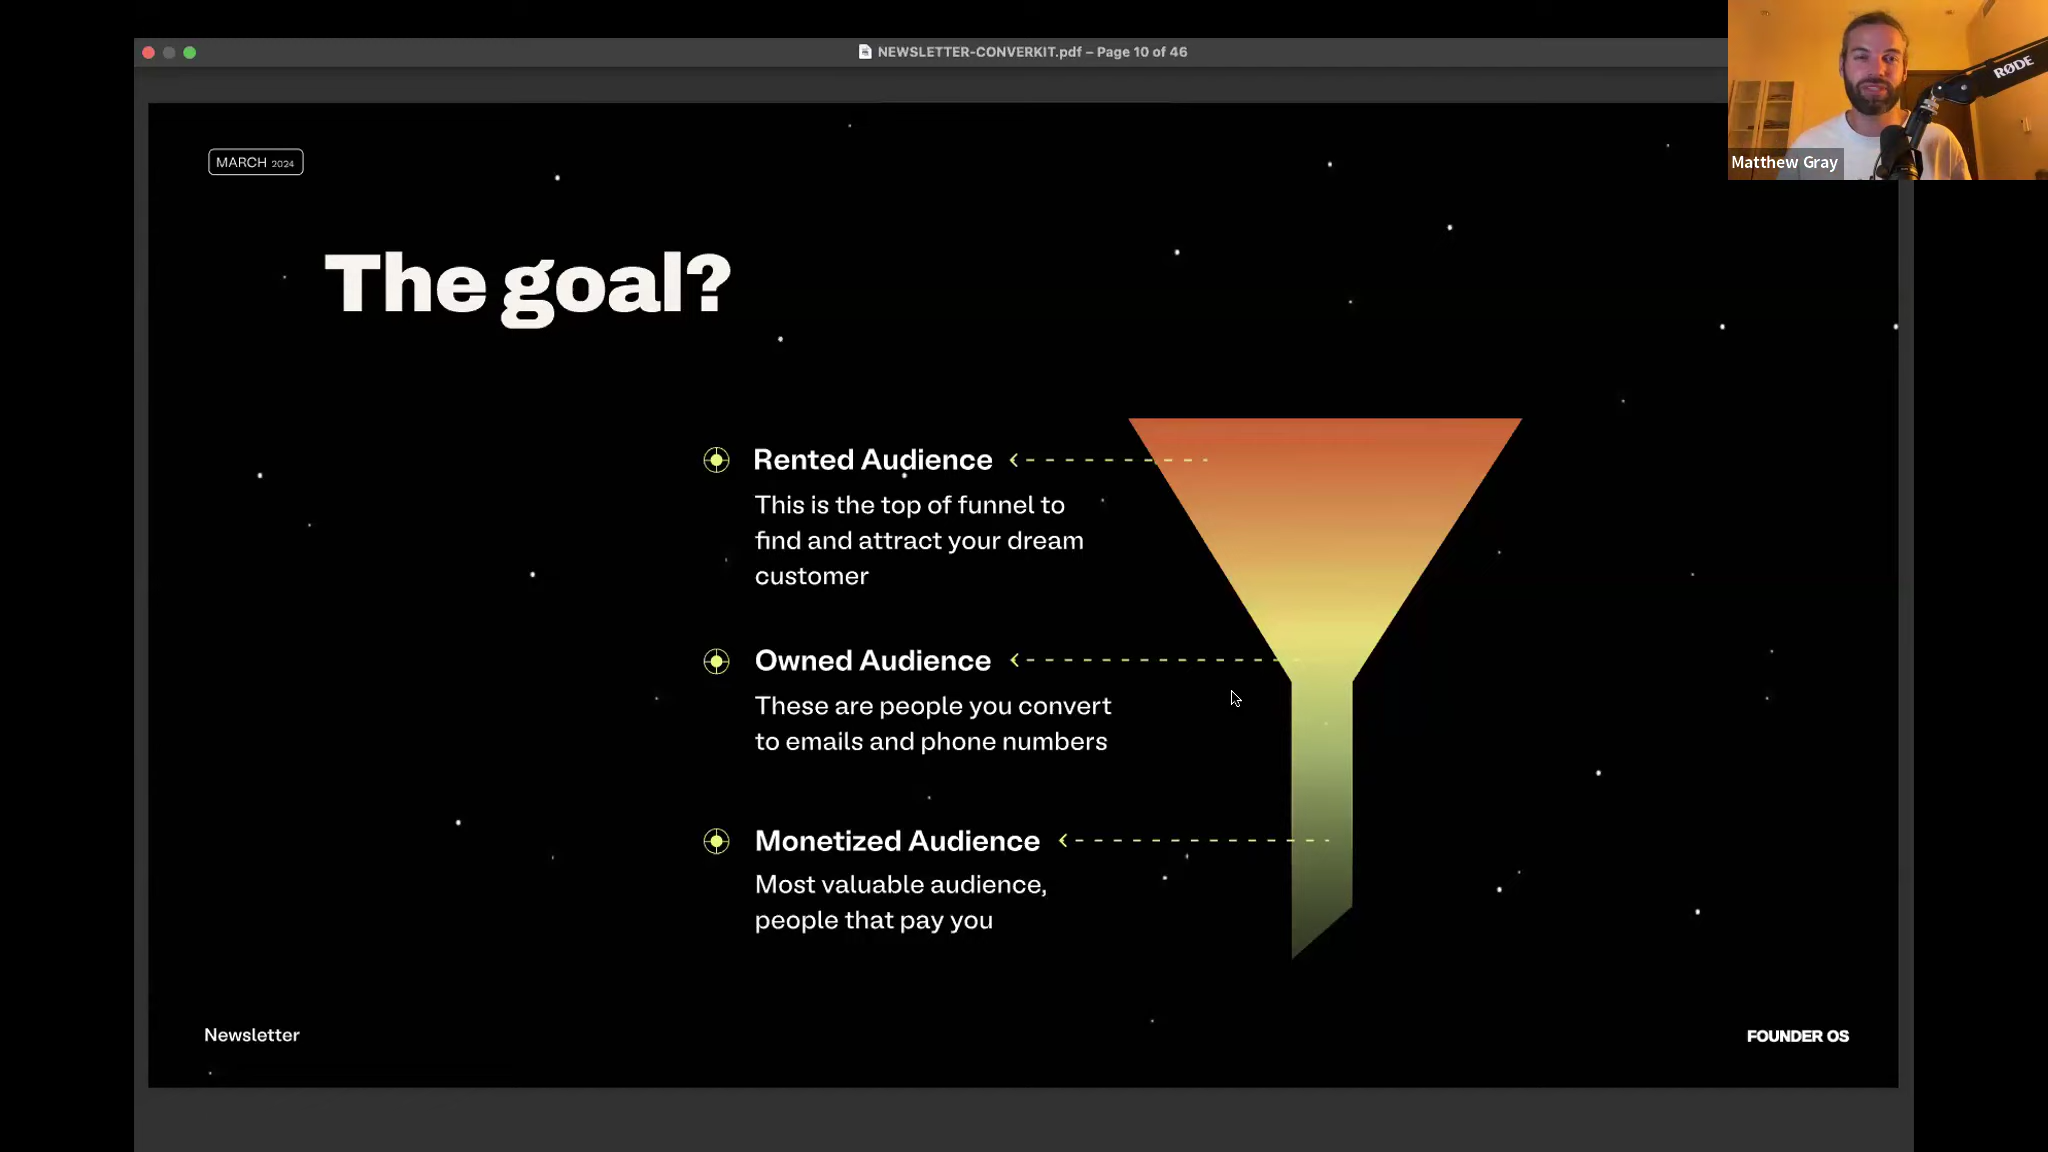 NEWSLETTER-CONVERKIT.pdf – Page 10 of 46
RØDE
Matthew Gray
MARCH 2024
The goal?
Rented Audience
This is the top of funnel to
find and attract your dream
customer
Owned Audience
These are people you convert
to emails and phone numbers
Monetized Audience
Most valuable audience,
people that pay you
Newsletter
FOUNDER OS